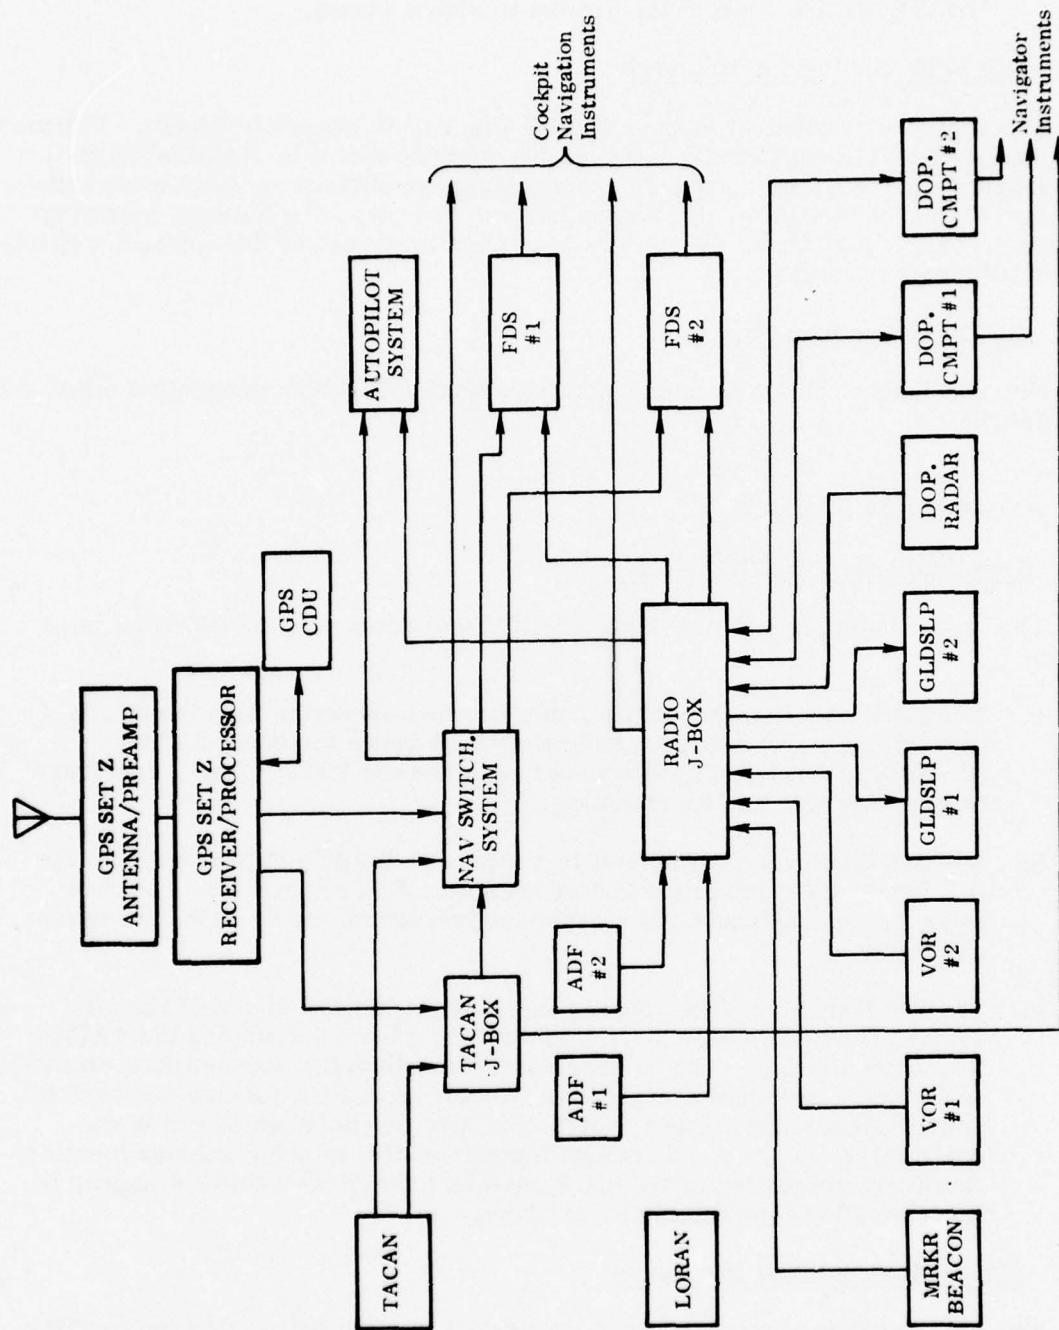 GPS SET Z
ANTENNA/PREAMP
GPS SET Z
RECEIVER/PROCESSOR
GPS
CDU
TACAN
TACAN
J-BOX
NAV SWITCH.
SYSTEM
AUTOPILOT
SYSTEM
FDS
#1
Cockpit
Navigation
Instruments
LORAN
ADF
#1
ADF
#2
RADIO
J-BOX
FDS
#2
MRKR
BEACON
VOR
#1
VOR
#2
GLDSLP
#1
GLDSLP
#2
DOP.
RADAR
DOP.
CMPT #1
DOP.
CMPT #2
Navigator
Instruments